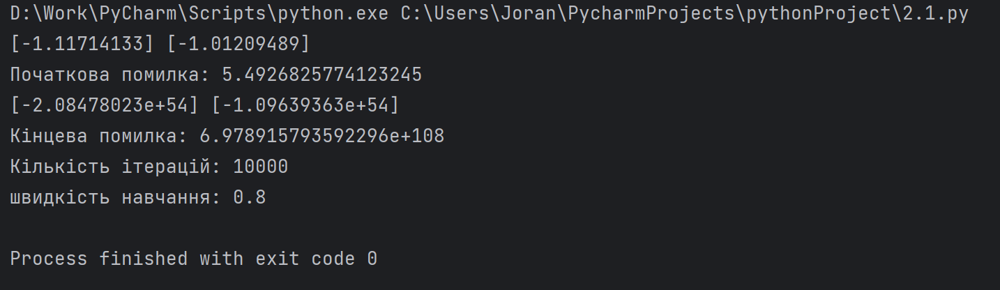 D:\Work\PyCharm\Scripts\python.exe C:\Users\Joran\PycharmProjects\pythonProject\2.1.py
[-1.11714133] [-1.01209489]
Початкова помилка: 5.4926825774123245
[-2.08478023e+54] [-1.09639363e+54]
Кінцева помилка: 6.978915793592296e+108
Кількість ітерацій: 10000
швидкість навчання: 0.8
Process finished with exit code 0